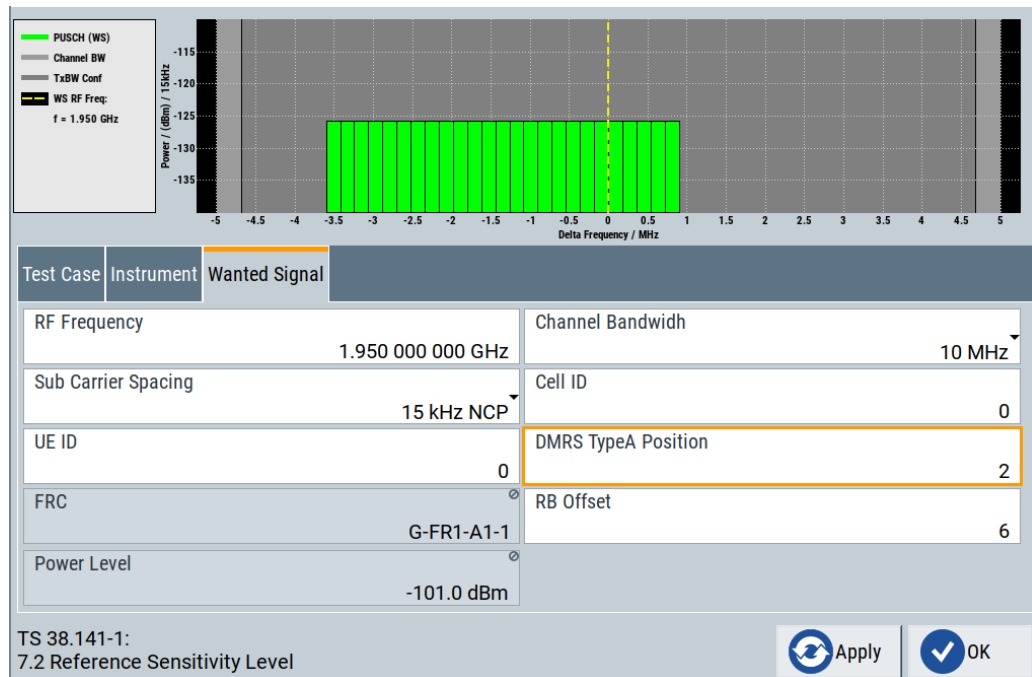 PUSCH (WS)
Channel BW
TxBW Conf
WS RF Freq:
f = 1.950 GHz
Power / (dBm) / 15kHz
-115
-120
-125
-130
-135
-5 -4.5 -4 -3.5 -3 -2.5 -2 -1.5 -1 -0.5 0 0.5 1 1.5 2 2.5 3 3.5 4 4.5 5
Delta Frequency / MHz
Test Case Instrument Wanted Signal
RF Frequency
1.950 000 000 GHz
Channel Bandwidh
10 MHz
Sub Carrier Spacing
15 kHz NCP
Cell ID
0
UE ID
0
DMRS TypeA Position
2
FRC
G-FR1-A1-1
RB Offset
6
Power Level
-101.0 dBm
TS 38.141-1:
7.2 Reference Sensitivity Level
Apply
OK